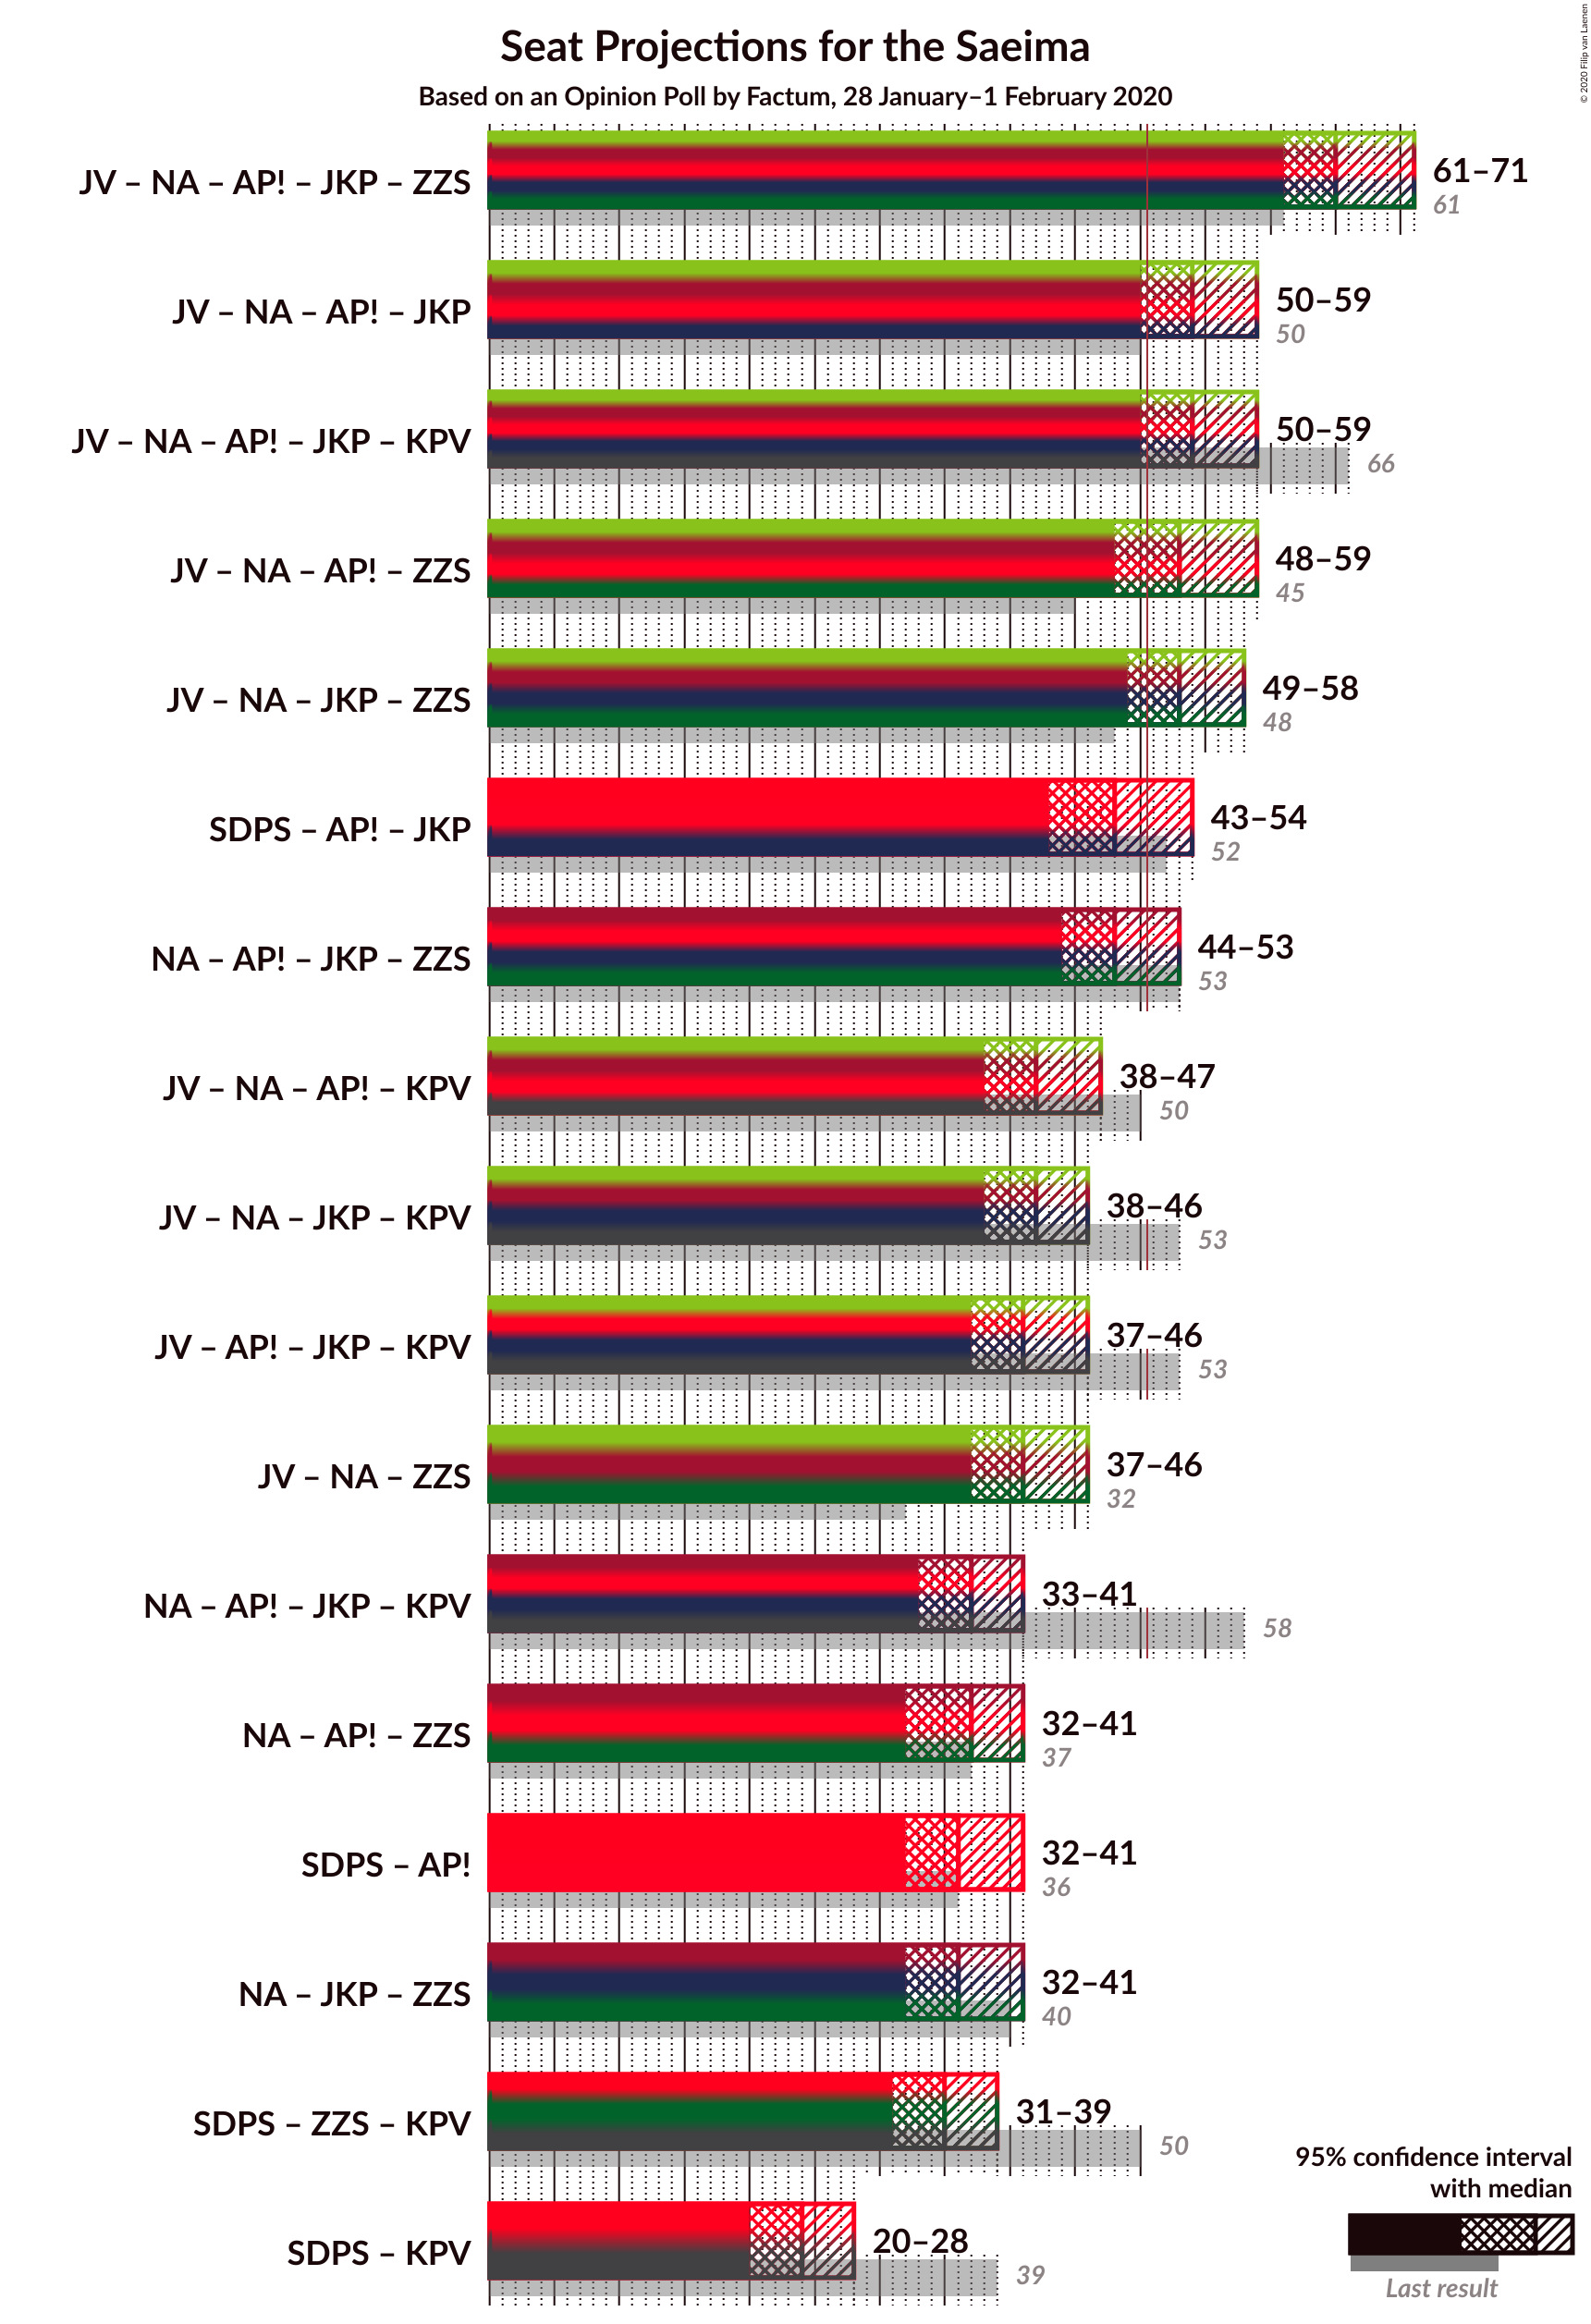 Seat Projections for the Saeima
Based on an Opinion Poll by Factum, 28 January–1 February 2020
© 2020 Filip van Laenen
JV – NA – AP! – JKP – ZZS
61–71
61
JV – NA – AP! – JKP
50–59
50
JV – NA – AP! – JKP – KPV
50–59
66
JV – NA – AP! – ZZS
48–59
45
JV – NA – JKP – ZZS
49–58
48
SDPS – AP! – JKP
43–54
52
NA – AP! – JKP – ZZS
44–53
53
JV – NA – AP! – KPV
38–47
50
JV – NA – JKP – KPV
38–46
53
JV – AP! – JKP – KPV
37–46
53
JV – NA – ZZS
37–46
32
NA – AP! – JKP – KPV
33–41
58
NA – AP! – ZZS
32–41
37
SDPS – AP!
32–41
36
NA – JKP – ZZS
32–41
40
SDPS – ZZS – KPV
31–39
50
SDPS – KPV
20–28
39
95% confidence interval
with median
Last result